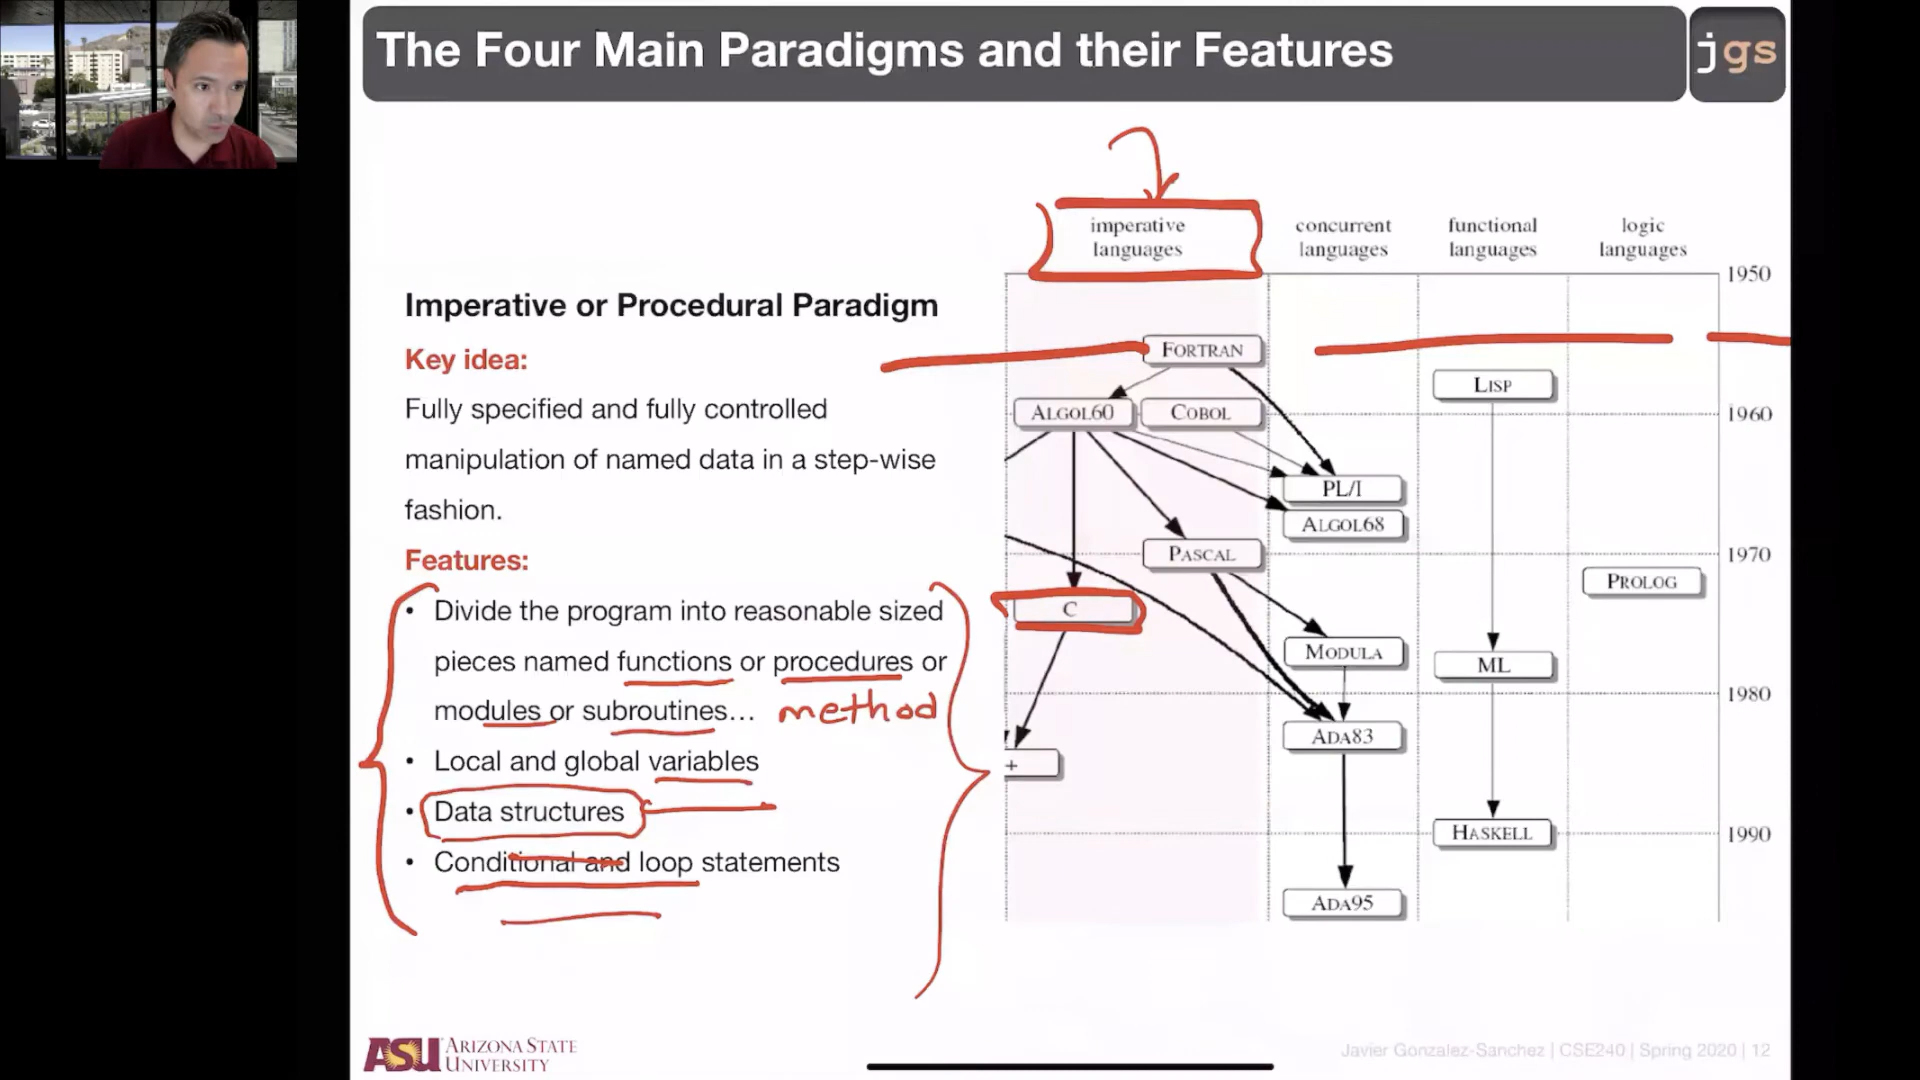 The Four Main Paradigms and their Features
jgs
imperative languages
concurrent languages
functional languages
logic languages
1950
Imperative or Procedural Paradigm
Key idea:
Fully specified and fully controlled
manipulation of named data in a step-wise
fashion.
Features:
• Divide the program into reasonable sized
pieces named functions or procedures or
modules or subroutines... method
• Local and global variables
• Data structures
• Conditional and loop statements
FORTRAN
LISP
ALGOL60
COBOL
1960
PL/I
ALGOL68
PASCAL
1970
PROLOG
C
MODULA
ML
1980
ADA83
+
HASKELL
1990
ADA95
ASU ARIZONA STATE
UNIVERSITY
Javier Gonzalez-Sanchez | CSE240 | Spring 2020 | 12